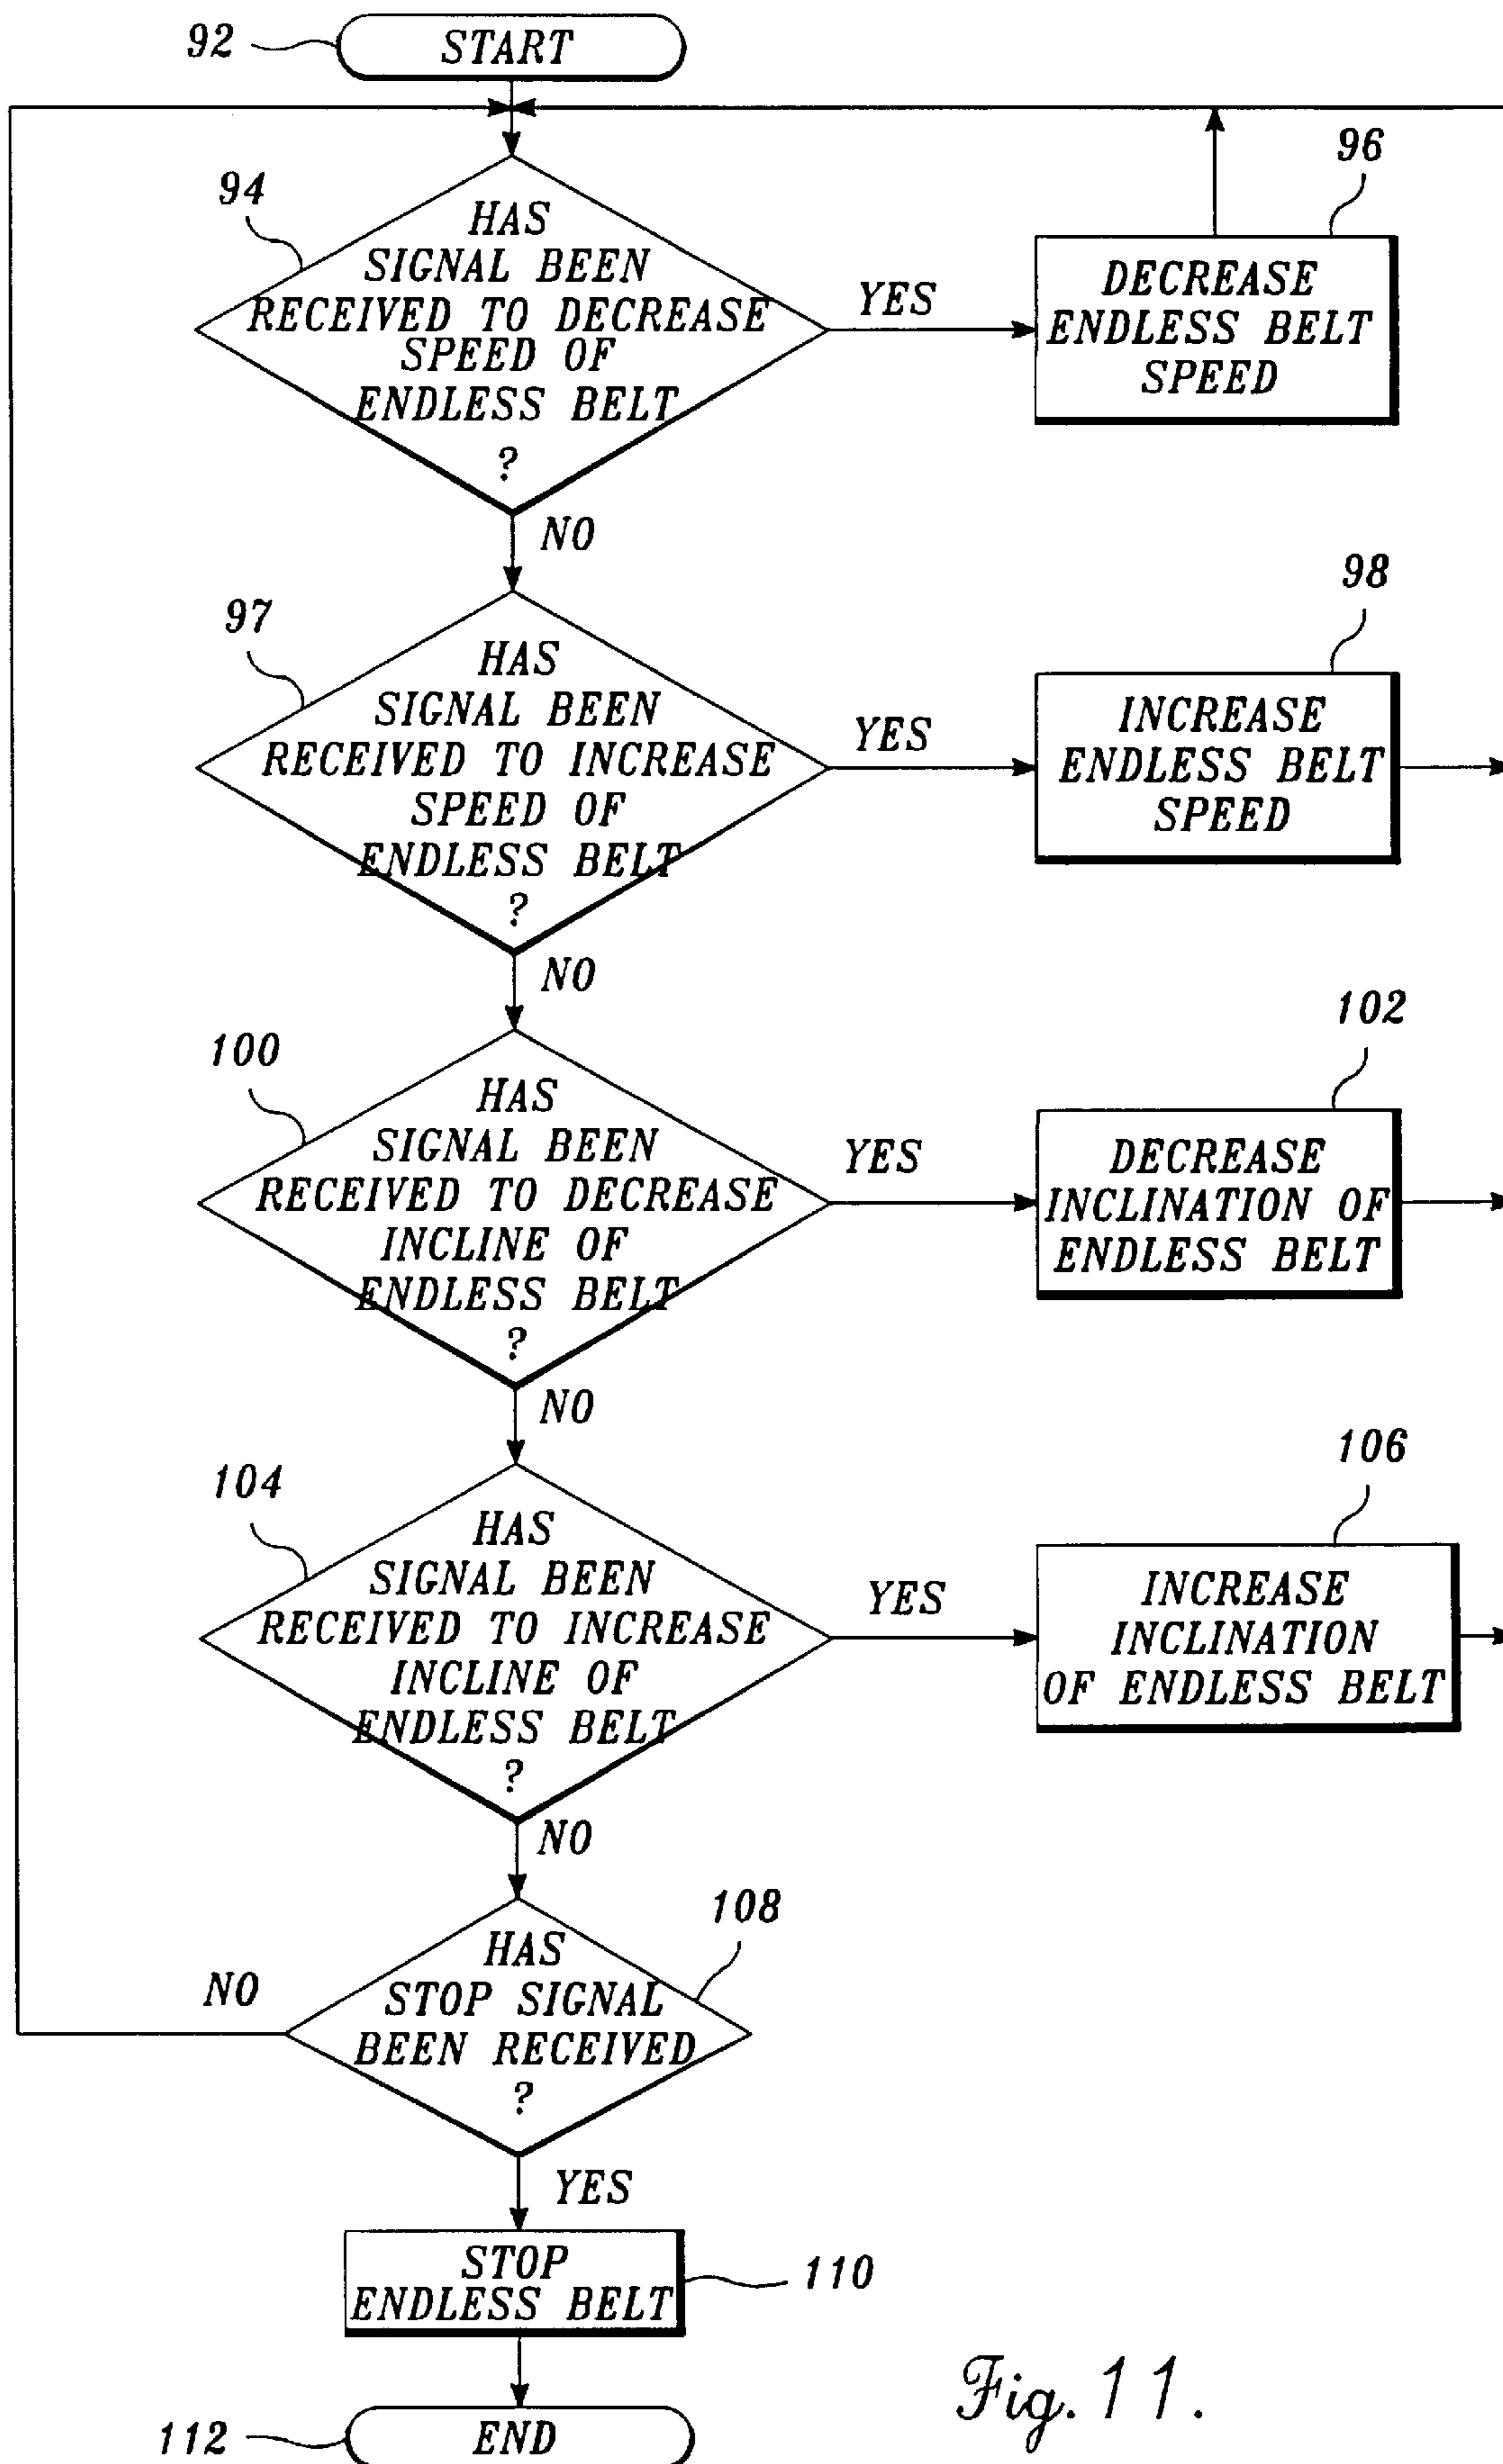 92
START
94
HAS
SIGNAL BEEN
RECEIVED TO DECREASE
SPEED OF
ENDLESS BELT
?
YES
96
DECREASE
ENDLESS BELT
SPEED
NO
97
HAS
SIGNAL BEEN
RECEIVED TO INCREASE
SPEED OF
ENDLESS BELT
?
YES
98
INCREASE
ENDLESS BELT
SPEED
NO
100
HAS
SIGNAL BEEN
RECEIVED TO DECREASE
INCLINE OF
ENDLESS BELT
?
YES
102
DECREASE
INCLINATION OF
ENDLESS BELT
NO
104
HAS
SIGNAL BEEN
RECEIVED TO INCREASE
INCLINE OF
ENDLESS BELT
?
YES
106
INCREASE
INCLINATION
OF ENDLESS BELT
NO
108
HAS
STOP SIGNAL
BEEN RECEIVED
?
NO
YES
STOP
ENDLESS BELT
110
112
END
Fig. 11.